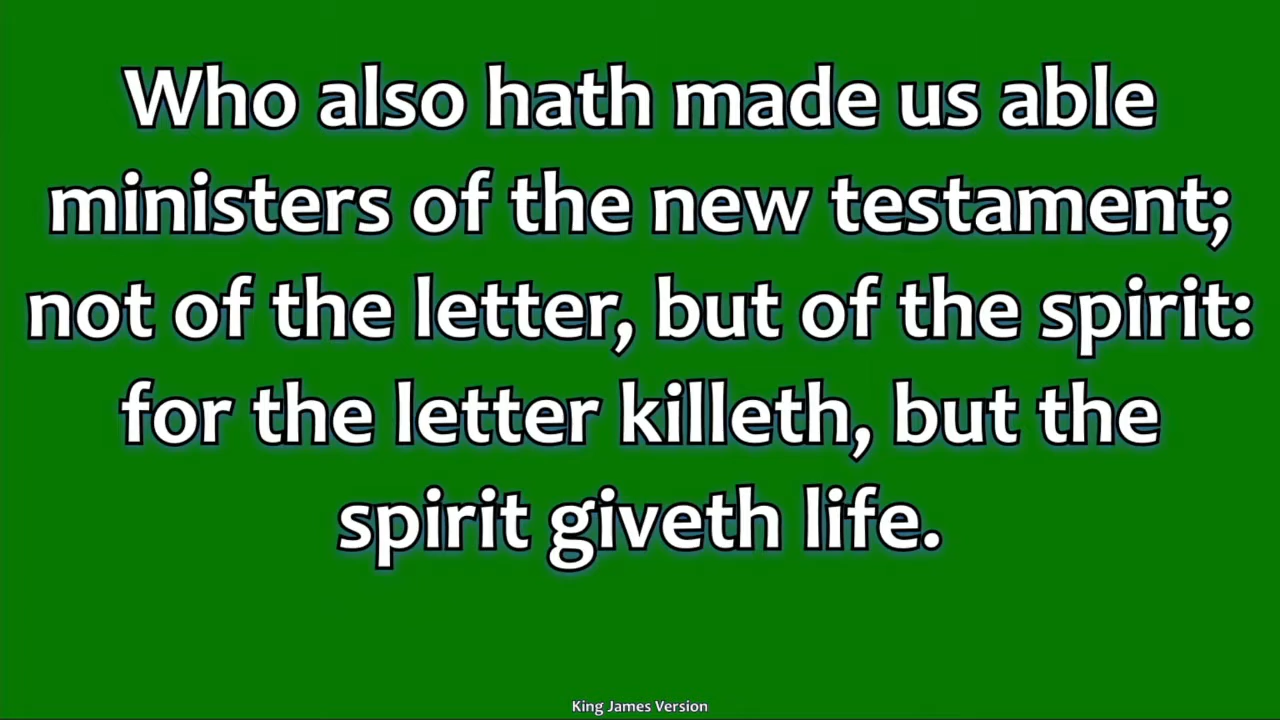 Who also hath made us able
ministers of the new testament;
not of the letter, but of the spirit:
for the letter killeth, but the
spirit giveth life.
King James Version